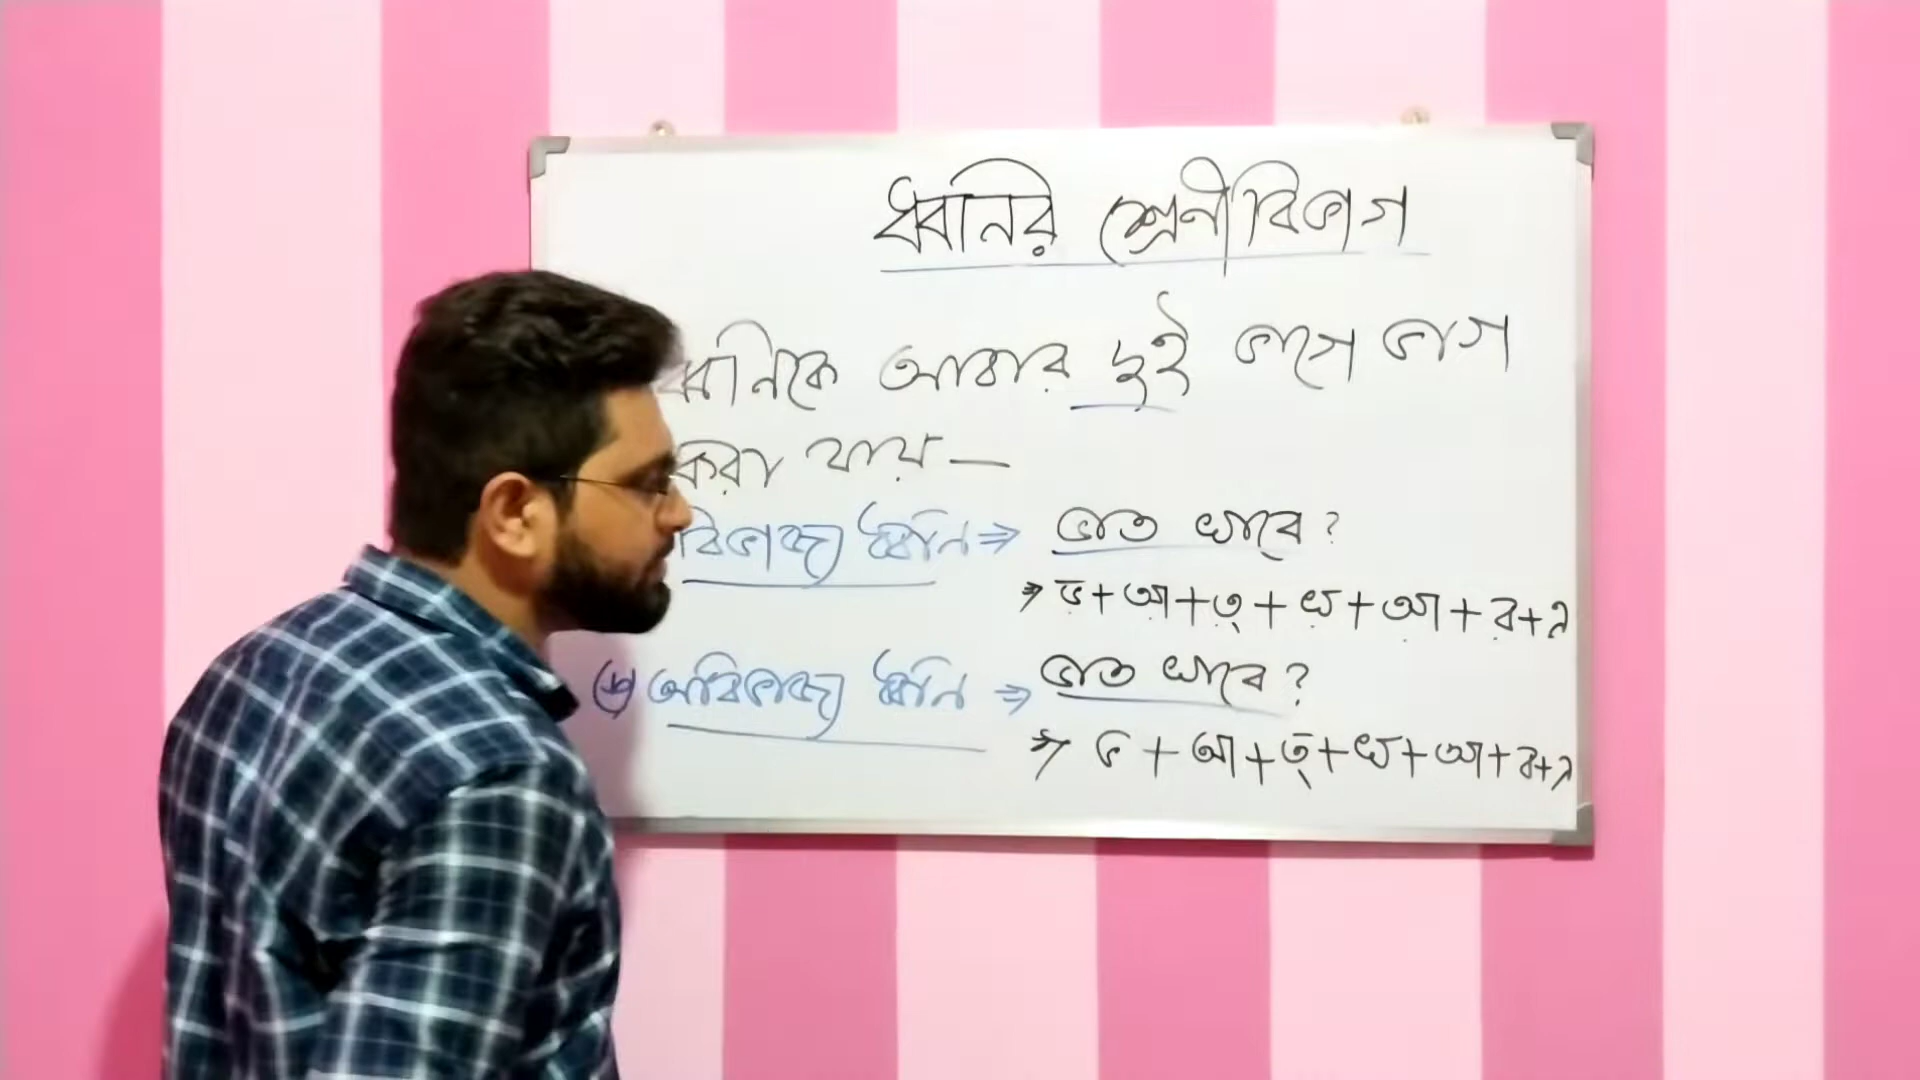 ধ্বনির শ্রেনীবিভাগ
ধ্বনিকে আবার দুই ভাগে ভাগ
করা যায় —
বিভাজ্য ধ্বনি ⇒ ভাত খাবে?
⇒ ভ + আ + ত্ + খ + আ + ব + এ
অবিভাজ্য ধ্বনি ⇒ ভাত খাবে?
⇒ ভ + আ + ত্ + খ + আ + ব + এ